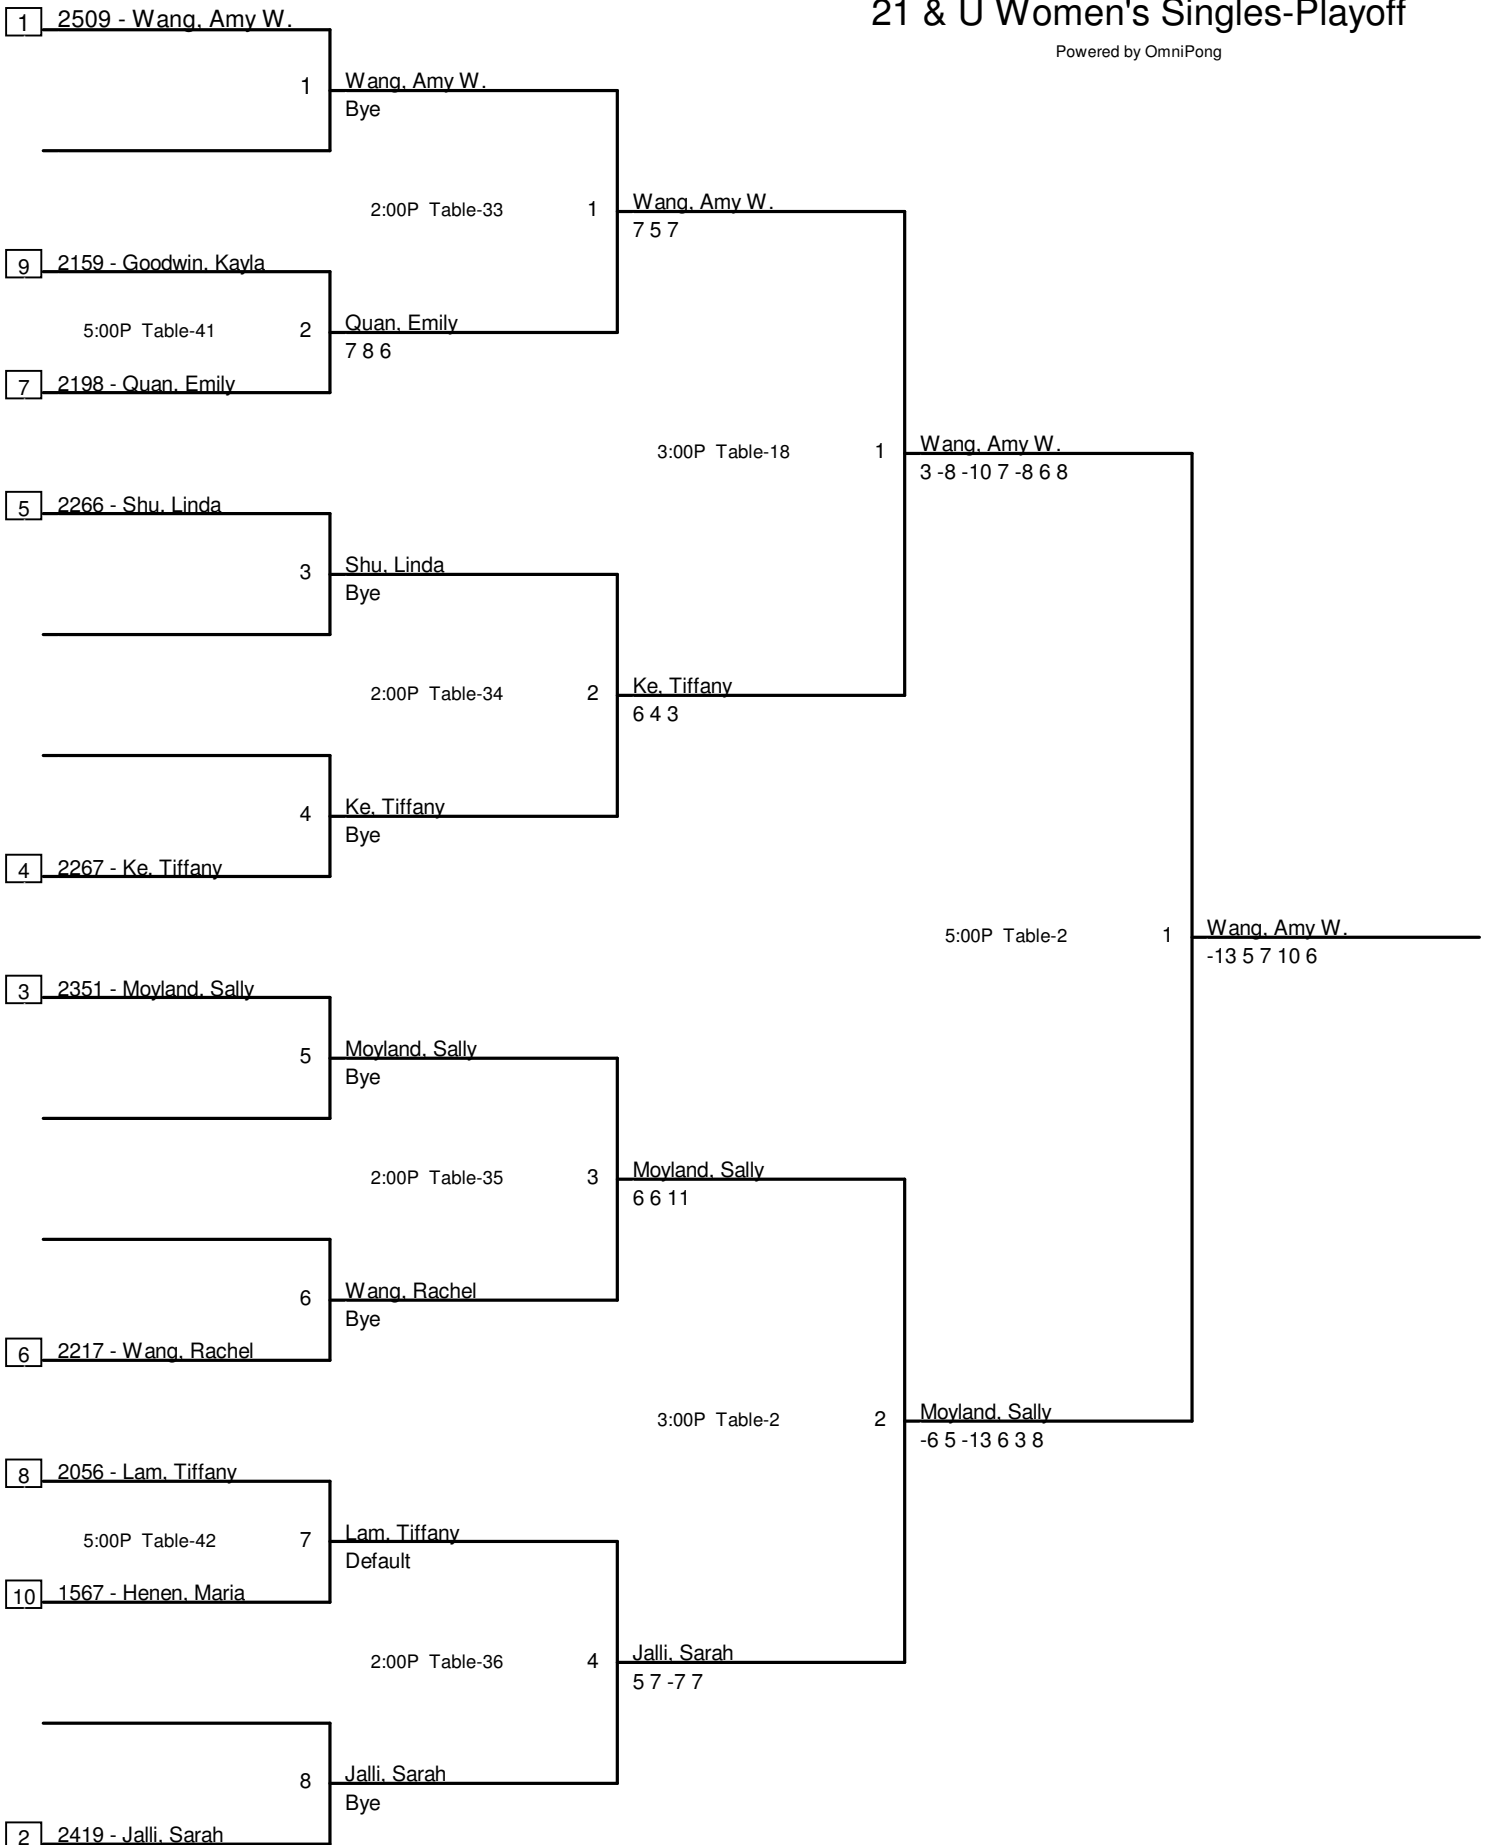 21 & U Women's Singles-Playoff
Powered by OmniPong
1 2509 - Wang, Amy W.
1 Wang, Amy W.
Bye
2:00P Table-33 1 Wang, Amy W.
7 5 7
9 2159 - Goodwin, Kayla
5:00P Table-41 2 Quan, Emily
7 8 6
7 2198 - Quan, Emily
3:00P Table-18 1 Wang, Amy W.
3 -8 -10 7 -8 6 8
5 2266 - Shu, Linda
3 Shu, Linda
Bye
2:00P Table-34 2 Ke, Tiffany
6 4 3
4 Ke, Tiffany
Bye
4 2267 - Ke, Tiffany
5:00P Table-2 1 Wang, Amy W.
-13 5 7 10 6
3 2351 - Moyland, Sally
5 Moyland, Sally
Bye
2:00P Table-35 3 Moyland, Sally
6 6 11
6 Wang, Rachel
Bye
6 2217 - Wang, Rachel
3:00P Table-2 2 Moyland, Sally
-6 5 -13 6 3 8
8 2056 - Lam, Tiffany
5:00P Table-42 7 Lam, Tiffany
Default
10 1567 - Henen, Maria
2:00P Table-36 4 Jalli, Sarah
5 7 -7 7
8 Jalli, Sarah
Bye
2 2419 - Jalli, Sarah